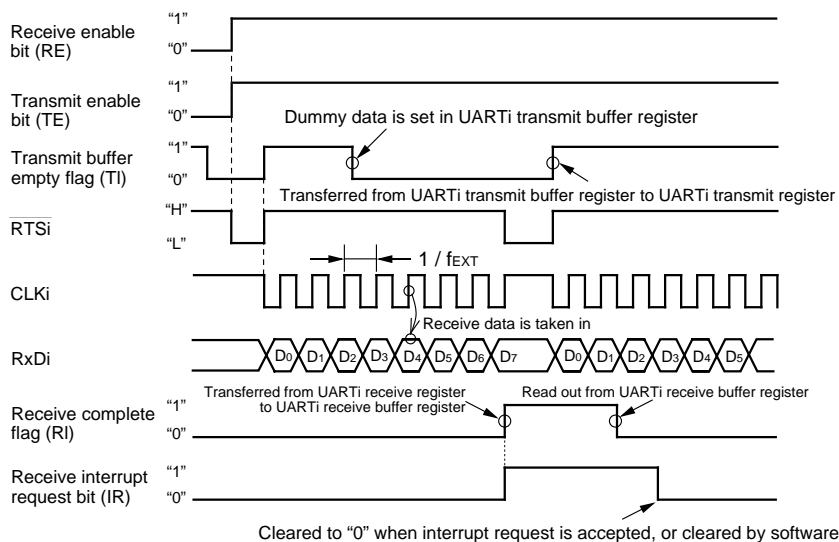 Receive enable
bit (RE)
“1”
“0”
Transmit enable
bit (TE)
“1”
“0”
Dummy data is set in UARTi transmit buffer register
Transmit buffer
empty flag (TI)
“1”
“0”
Transferred from UARTi transmit buffer register to UARTi transmit register
RTSi
“H”
“L”
1 / fEXT
CLKi
Receive data is taken in
RxDi
D0 D1 D2 D3 D4 D5 D6 D7 D0 D1 D2 D3 D4 D5
Transferred from UARTi receive register
to UARTi receive buffer register
Read out from UARTi receive buffer register
Receive complete
flag (RI)
“1”
“0”
Receive interrupt
request bit (IR)
“1”
“0”
Cleared to “0” when interrupt request is accepted, or cleared by software